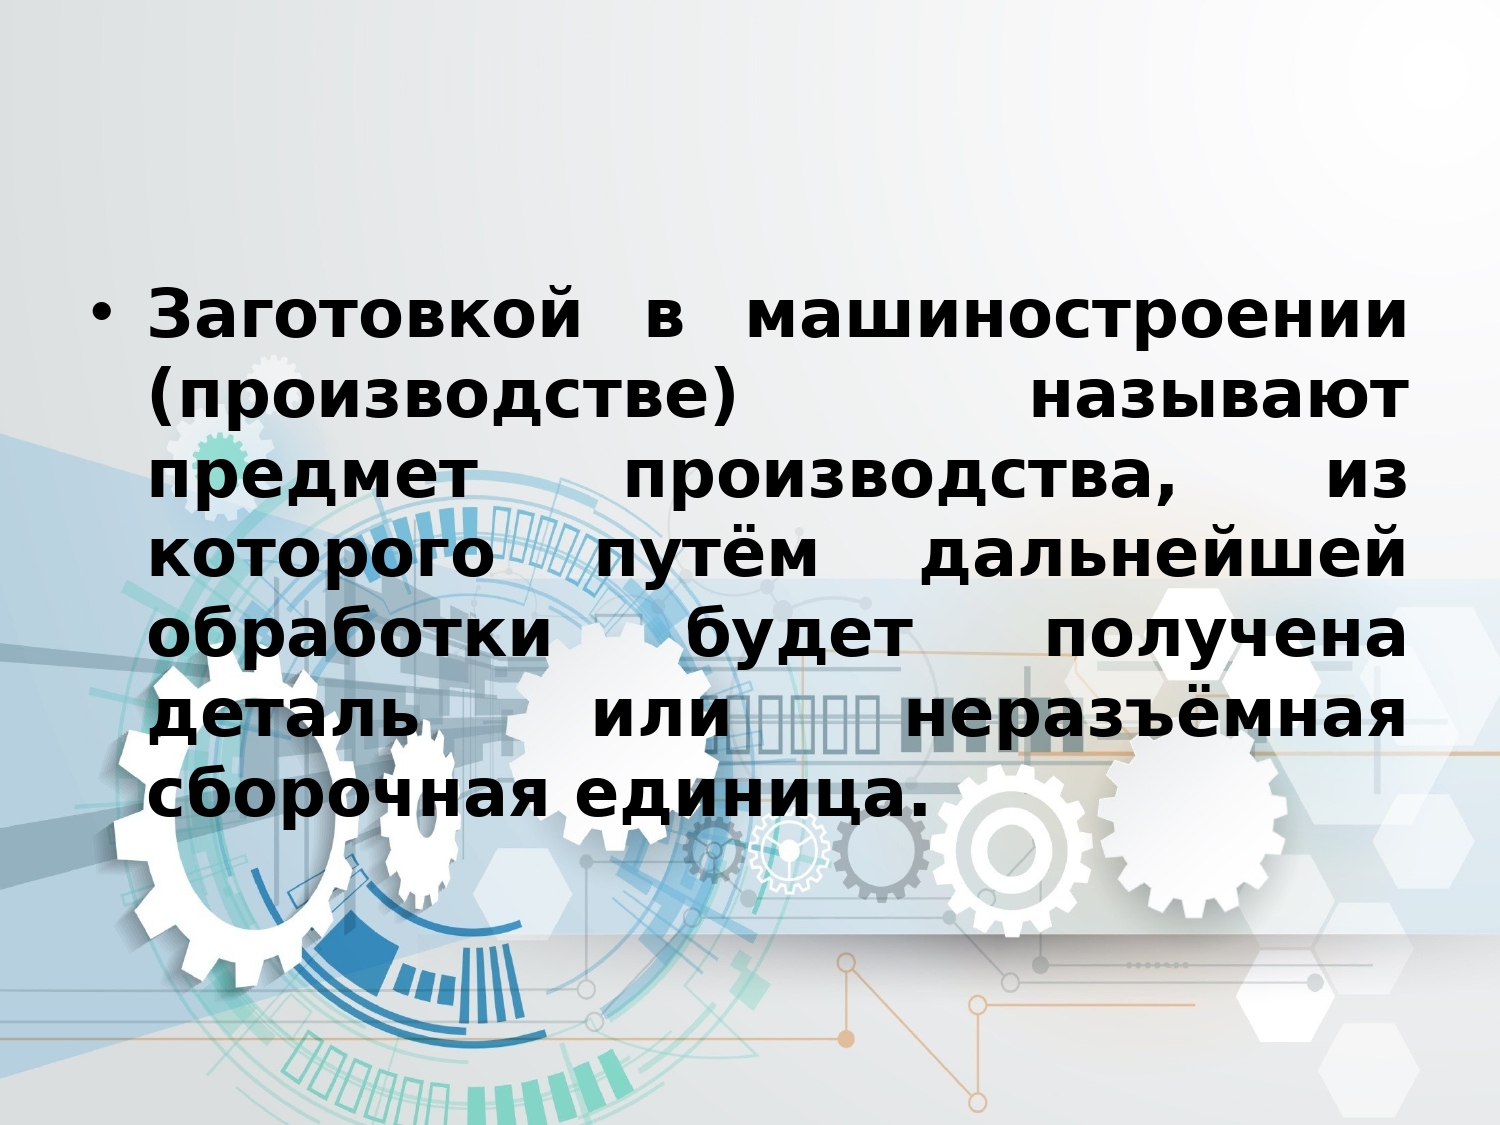 • Заготовкой в машиностроении
(производстве) называют
предмет производства, из
которого путём дальнейшей
обработки будет получена
деталь или неразъёмная
сборочная единица.